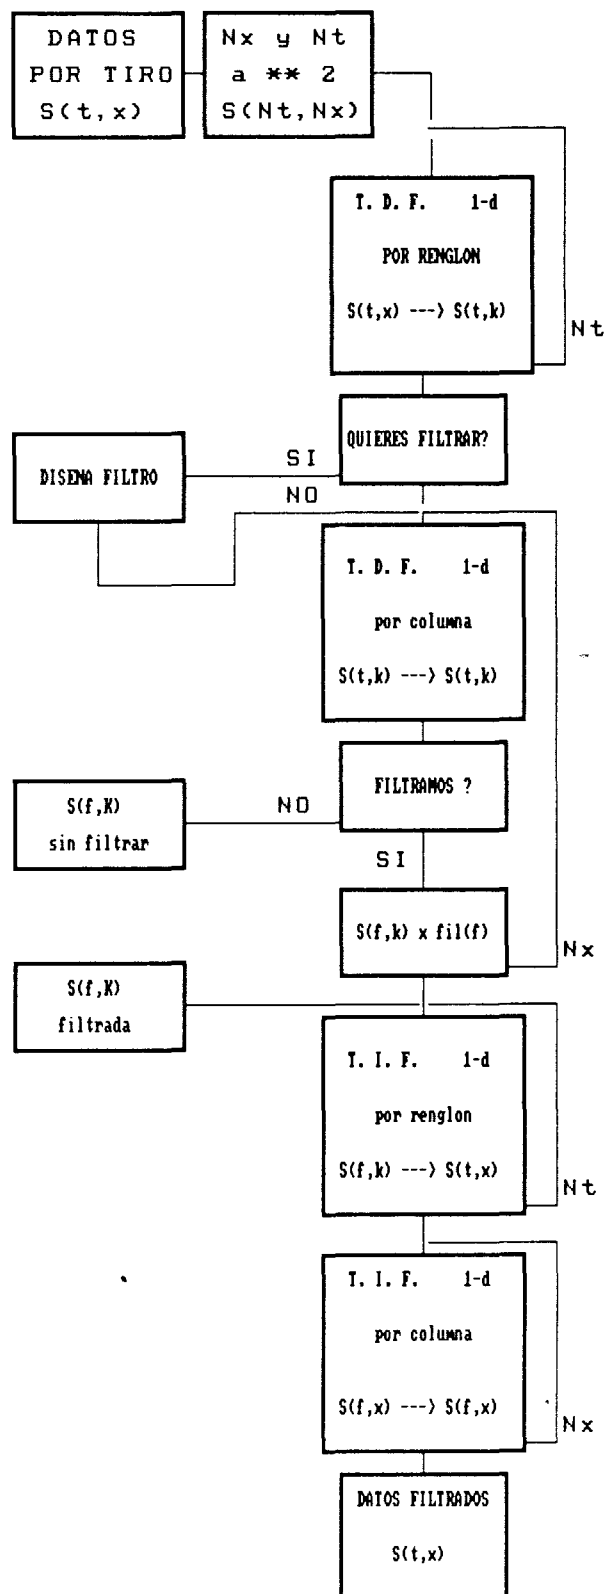 DATOS
POR TIRO
S(t,x)
Nx y Nt
a ** 2
S(Nt,Nx)
T. D. F. 1-d
POR RENGLON
S(t,x) ---> S(t,k)
Nt
QUIERES FILTRAR?
SI
DISENA FILTRO
NO
T. D. F. 1-d
por columna
S(t,k) ---> S(t,k)
FILTRAMOS ?
NO
S(f,K)
sin filtrar
SI
S(f,k) x fil(f)
Nx
S(f,K)
filtrada
T. I. F. 1-d
por renglon
S(f,k) ---> S(t,x)
Nt
T. I. F. 1-d
por columna
S(f,x) ---> S(f,x)
Nx
DATOS FILTRADOS
S(t,x)